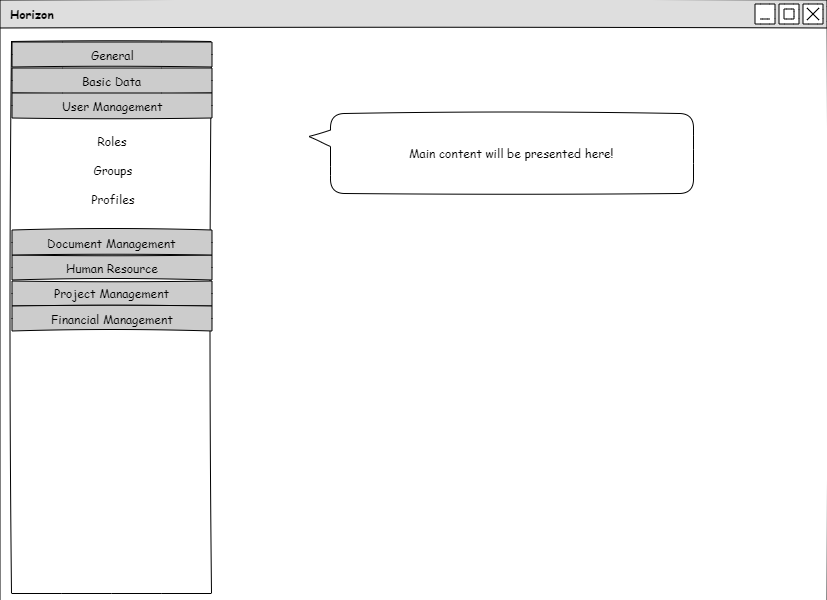 Horizon
General
Basic Data
User Management
Roles
Groups
Profiles
Document Management
Human Resource
Project Management
Financial Management
Main content will be presented here!